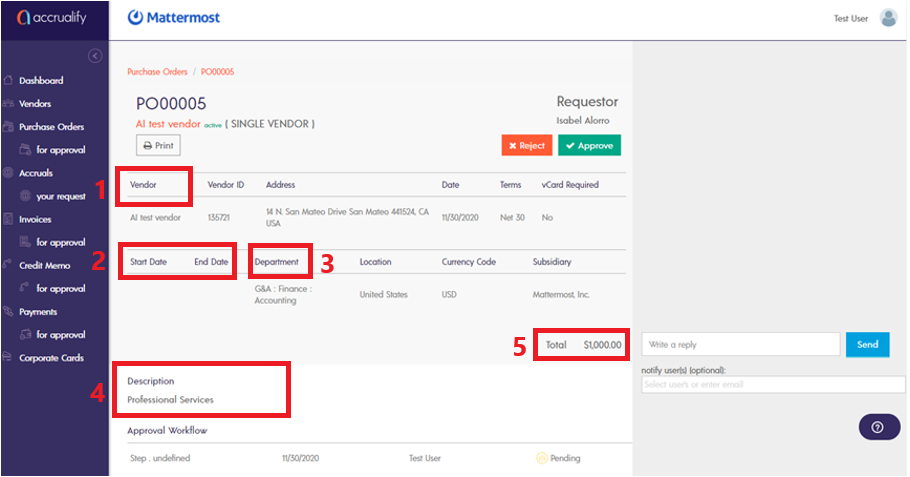 accrualify
Mattermost
Test User
Dashboard
Vendors
Purchase Orders
for approval
Accruals
your request
Invoices
for approval
Credit Memo
for approval
Payments
for approval
Corporate Cards
Purchase Orders / PO00005
PO00005
AI test vendor active ( SINGLE VENDOR )
Print
Requestor
Isabel Alorro
Reject
Approve
1
Vendor Vendor ID Address Date Terms vCard Required
AI test vendor 135721 14 N. San Mateo Drive San Mateo 441524, CA 11/30/2020 Net 30 No
USA
2
Start Date End Date Department 3 Location Currency Code Subsidiary
G&A : Finance : United States USD Mattermost, Inc.
Accounting
5
Total $1,000.00
4
Description
Professional Services
Approval Workflow
Step . undefined 11/30/2020 Test User Pending
Write a reply
Send
notify user(s) (optional):
Select user/s or enter email
?